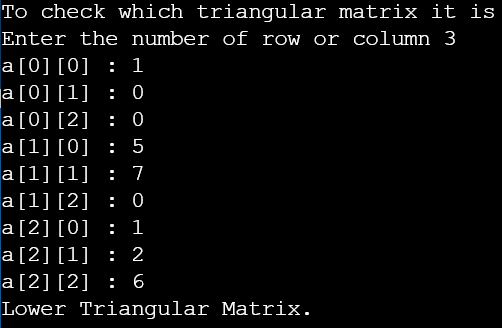 To check which triangular matrix it is
Enter the number of row or column 3
a[0][0] : 1
a[0][1] : 0
a[0][2] : 0
a[1][0] : 5
a[1][1] : 7
a[1][2] : 0
a[2][0] : 1
a[2][1] : 2
a[2][2] : 6
Lower Triangular Matrix.